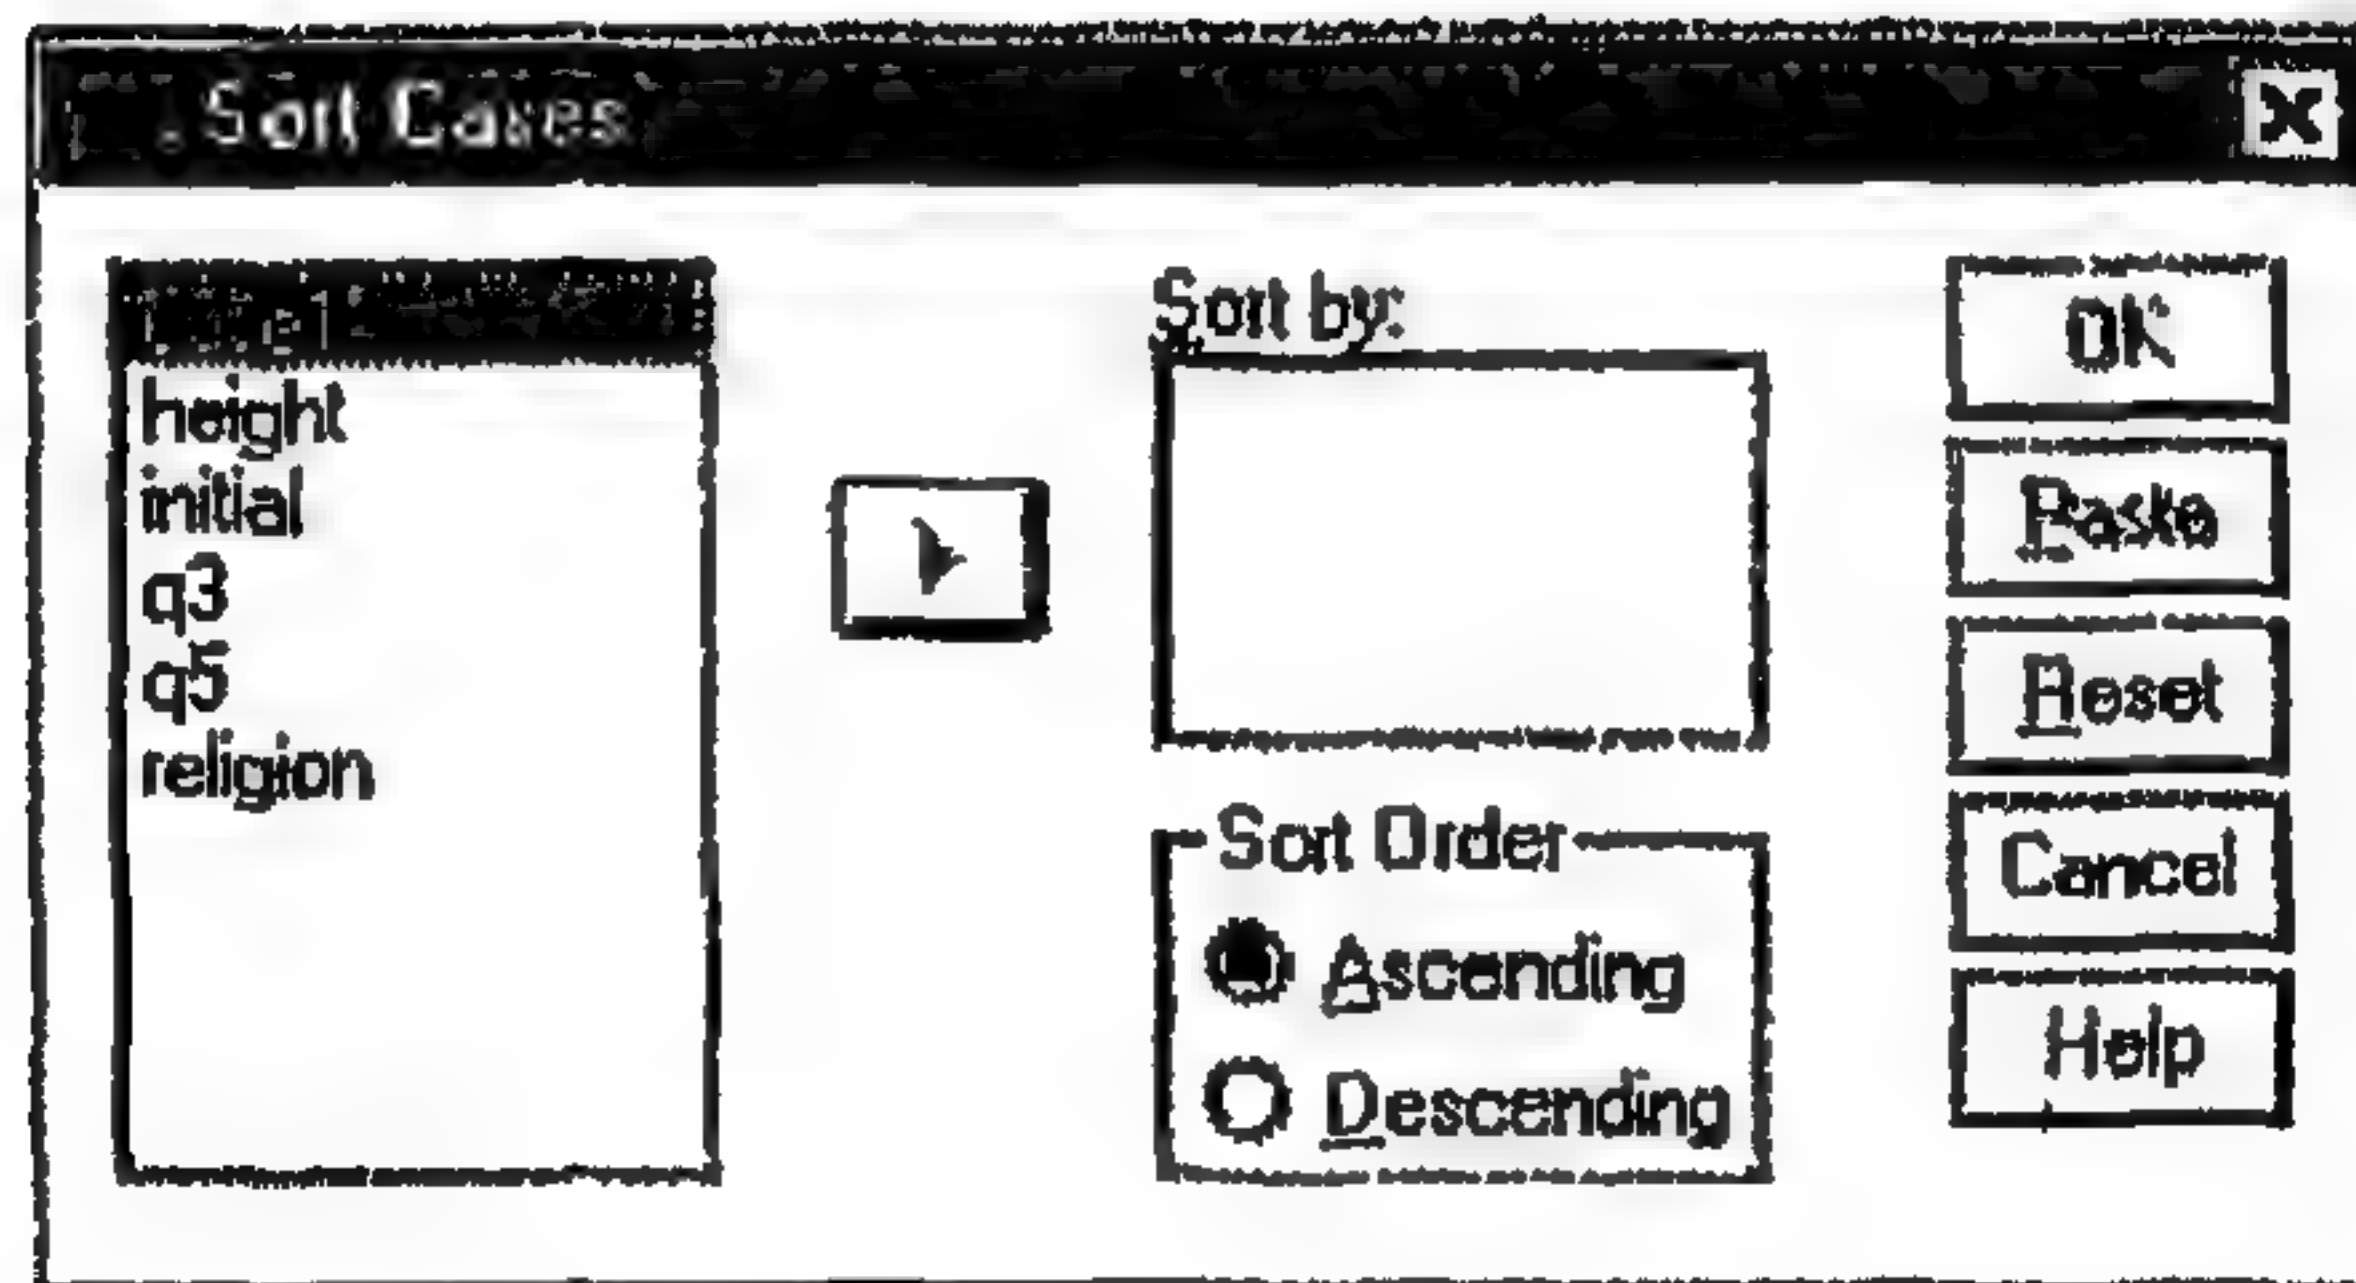 Sort Cases
height
initial
q3
q5
religion
Sort by:
Sort Order
Ascending
Descending
OK
Paste
Reset
Cancel
Help